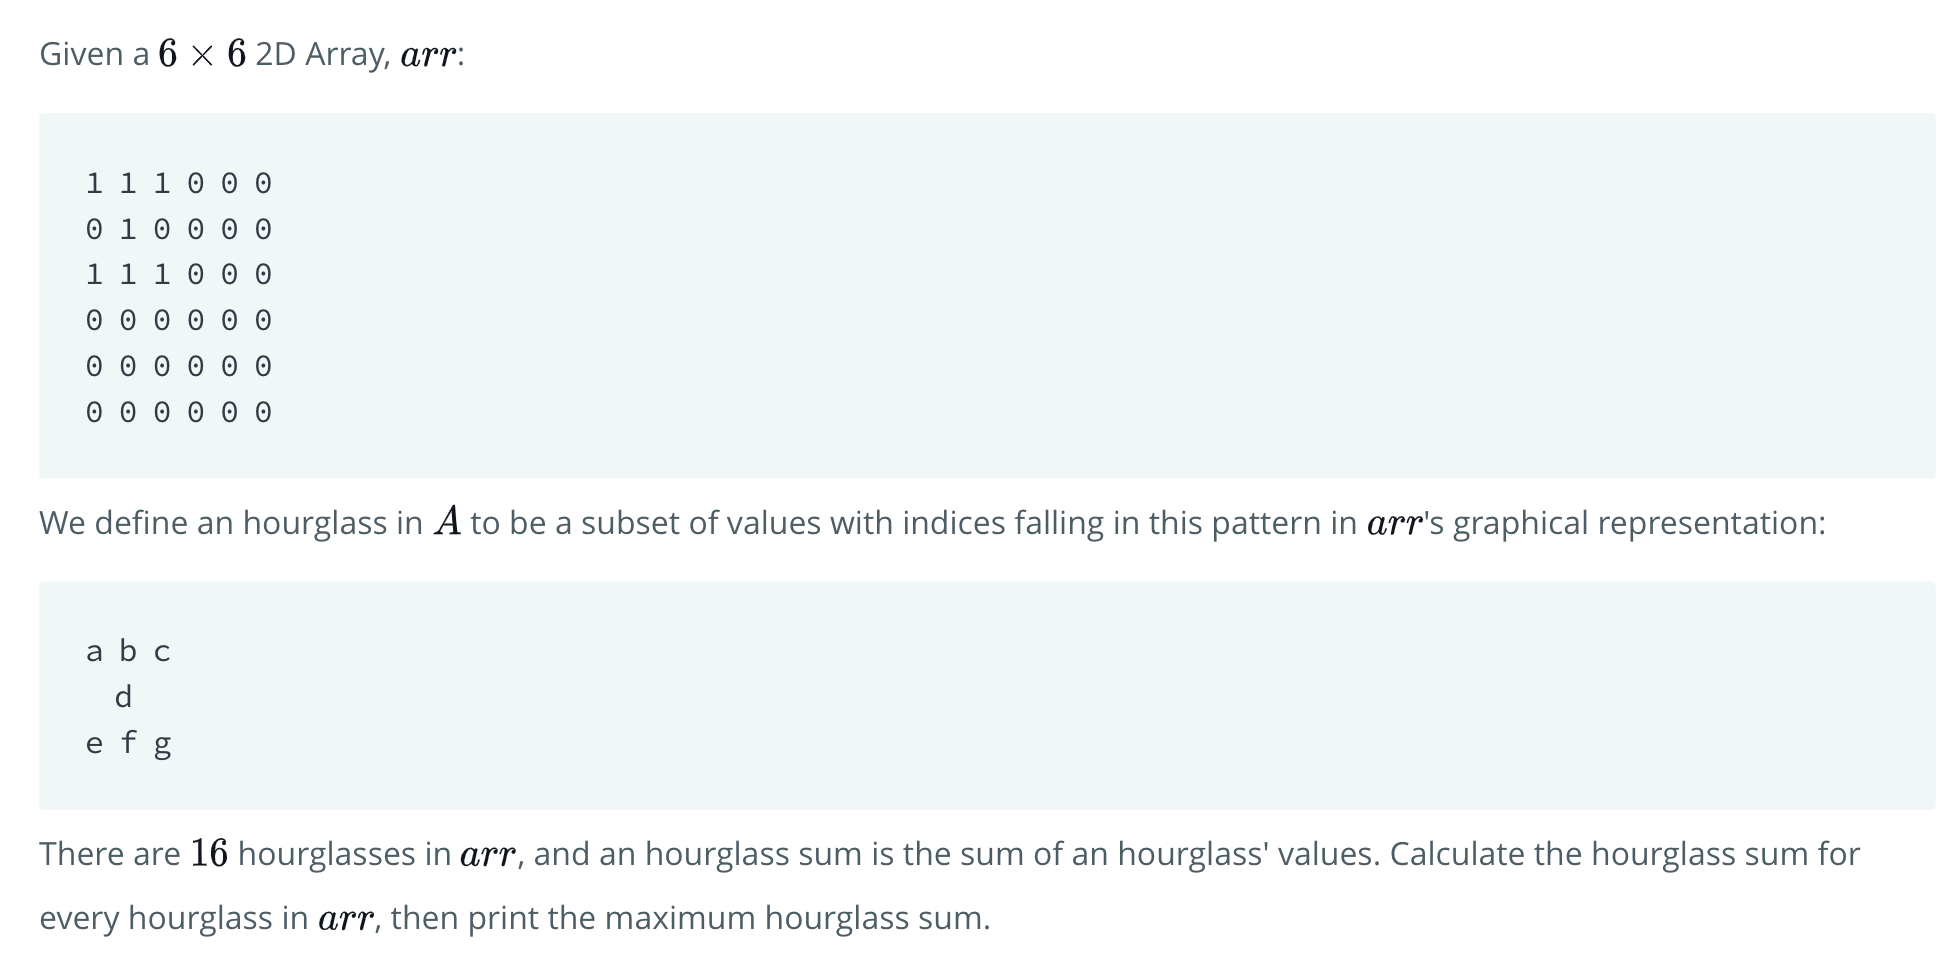 Given a 6 × 6 2D Array, arr:
1 1 1 0 0 0
0 1 0 0 0 0
1 1 1 0 0 0
0 0 0 0 0 0
0 0 0 0 0 0
0 0 0 0 0 0
We define an hourglass in A to be a subset of values with indices falling in this pattern in arr's graphical representation:
a b c
d
e f g
There are 16 hourglasses in arr, and an hourglass sum is the sum of an hourglass' values. Calculate the hourglass sum for
every hourglass in arr, then print the maximum hourglass sum.